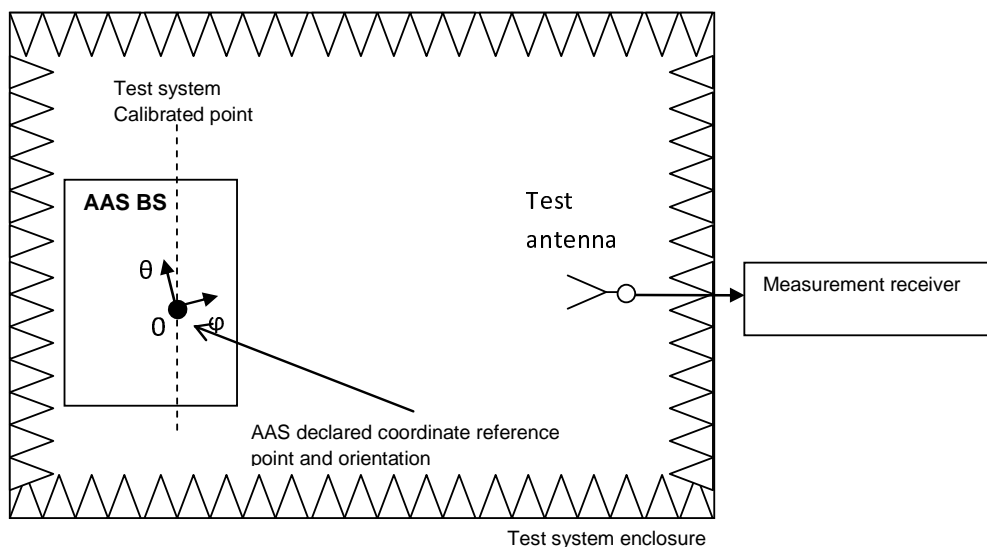 Test system
Calibrated point
AAS BS
Test
antenna
θ
0
φ
Measurement receiver
AAS declared coordinate reference
point and orientation
Test system enclosure